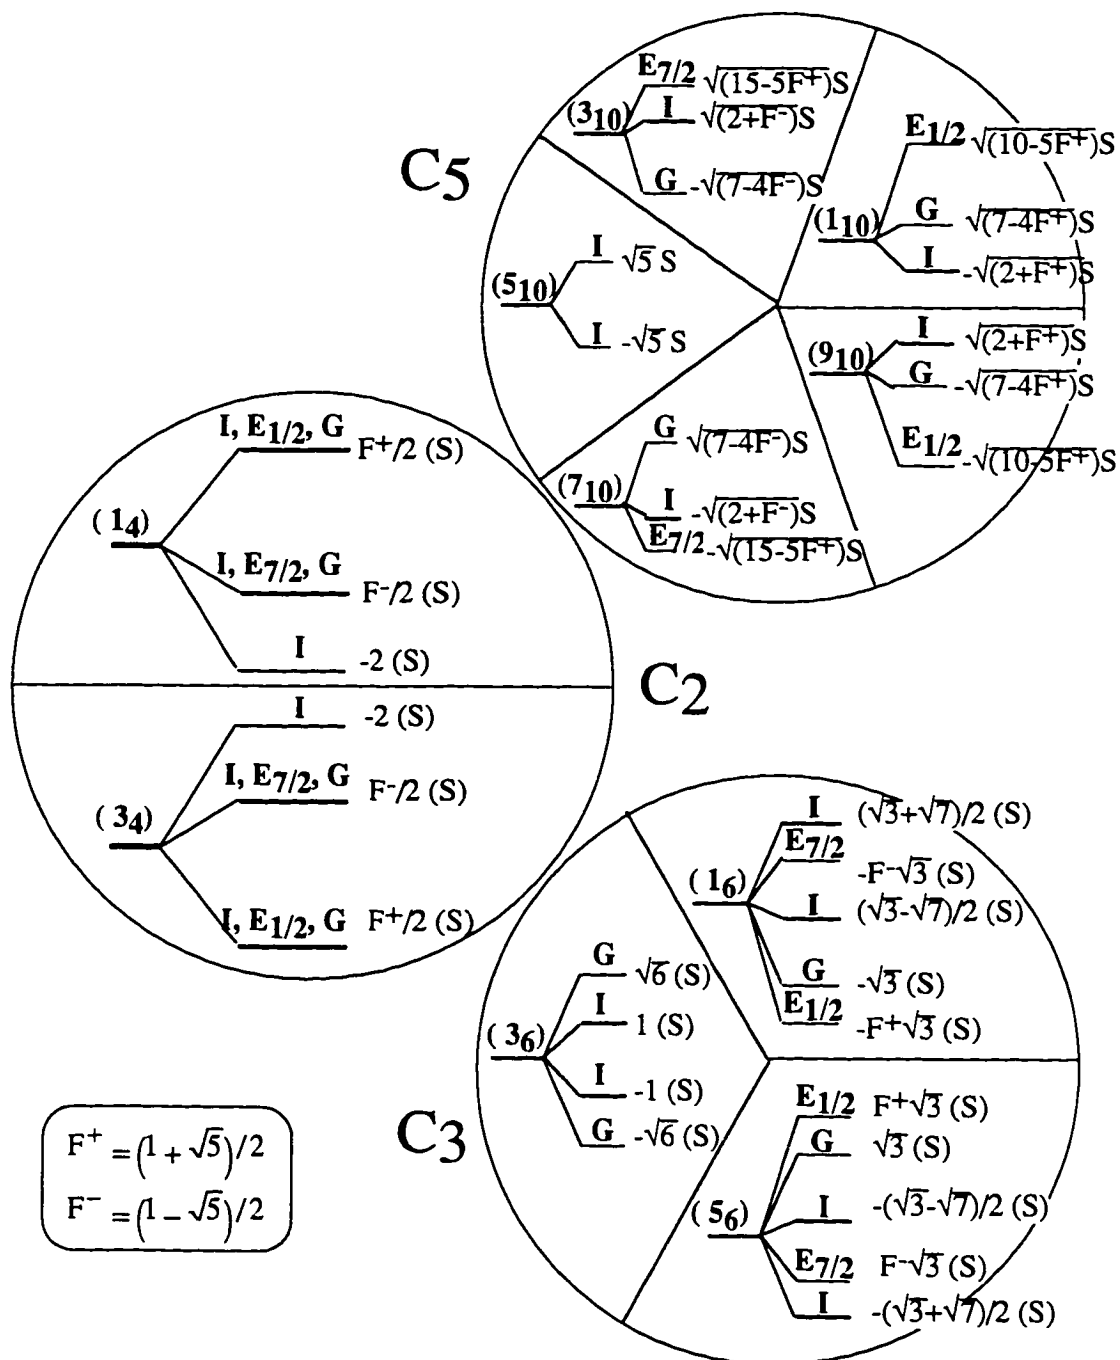 C5
(3₁₀)
E7/2 √(15-5F⁺)S
I √(2+F⁻)S
G -√(7-4F⁻)S
(1₁₀)
E1/2 √(10-5F⁺)S
G √(7-4F⁺)S
I -√(2+F⁺)S
(5₁₀)
I √5 S
I -√5 S
(9₁₀)
I √(2+F⁺)S
G -√(7-4F⁺)S
E1/2 -√(10-5F⁺)S
(7₁₀)
G √(7-4F⁻)S
I -√(2+F⁻)S
E7/2 -√(15-5F⁺)S
C2
(1₄)
I, E1/2, G F⁺/2 (S)
I, E7/2, G F⁻/2 (S)
I -2 (S)
(3₄)
I -2 (S)
I, E7/2, G F⁻/2 (S)
I, E1/2, G F⁺/2 (S)
C3
(1₆)
I (√3+√7)/2 (S)
E7/2 -F⁻√3 (S)
I (√3-√7)/2 (S)
G -√3 (S)
E1/2 -F⁺√3 (S)
(3₆)
G √6 (S)
I 1 (S)
I -1 (S)
G -√6 (S)
(5₆)
E1/2 F⁺√3 (S)
G √3 (S)
I -(√3-√7)/2 (S)
E7/2 F⁻√3 (S)
I -(√3+√7)/2 (S)
F⁺ = (1 + √5)/2
F⁻ = (1 – √5)/2